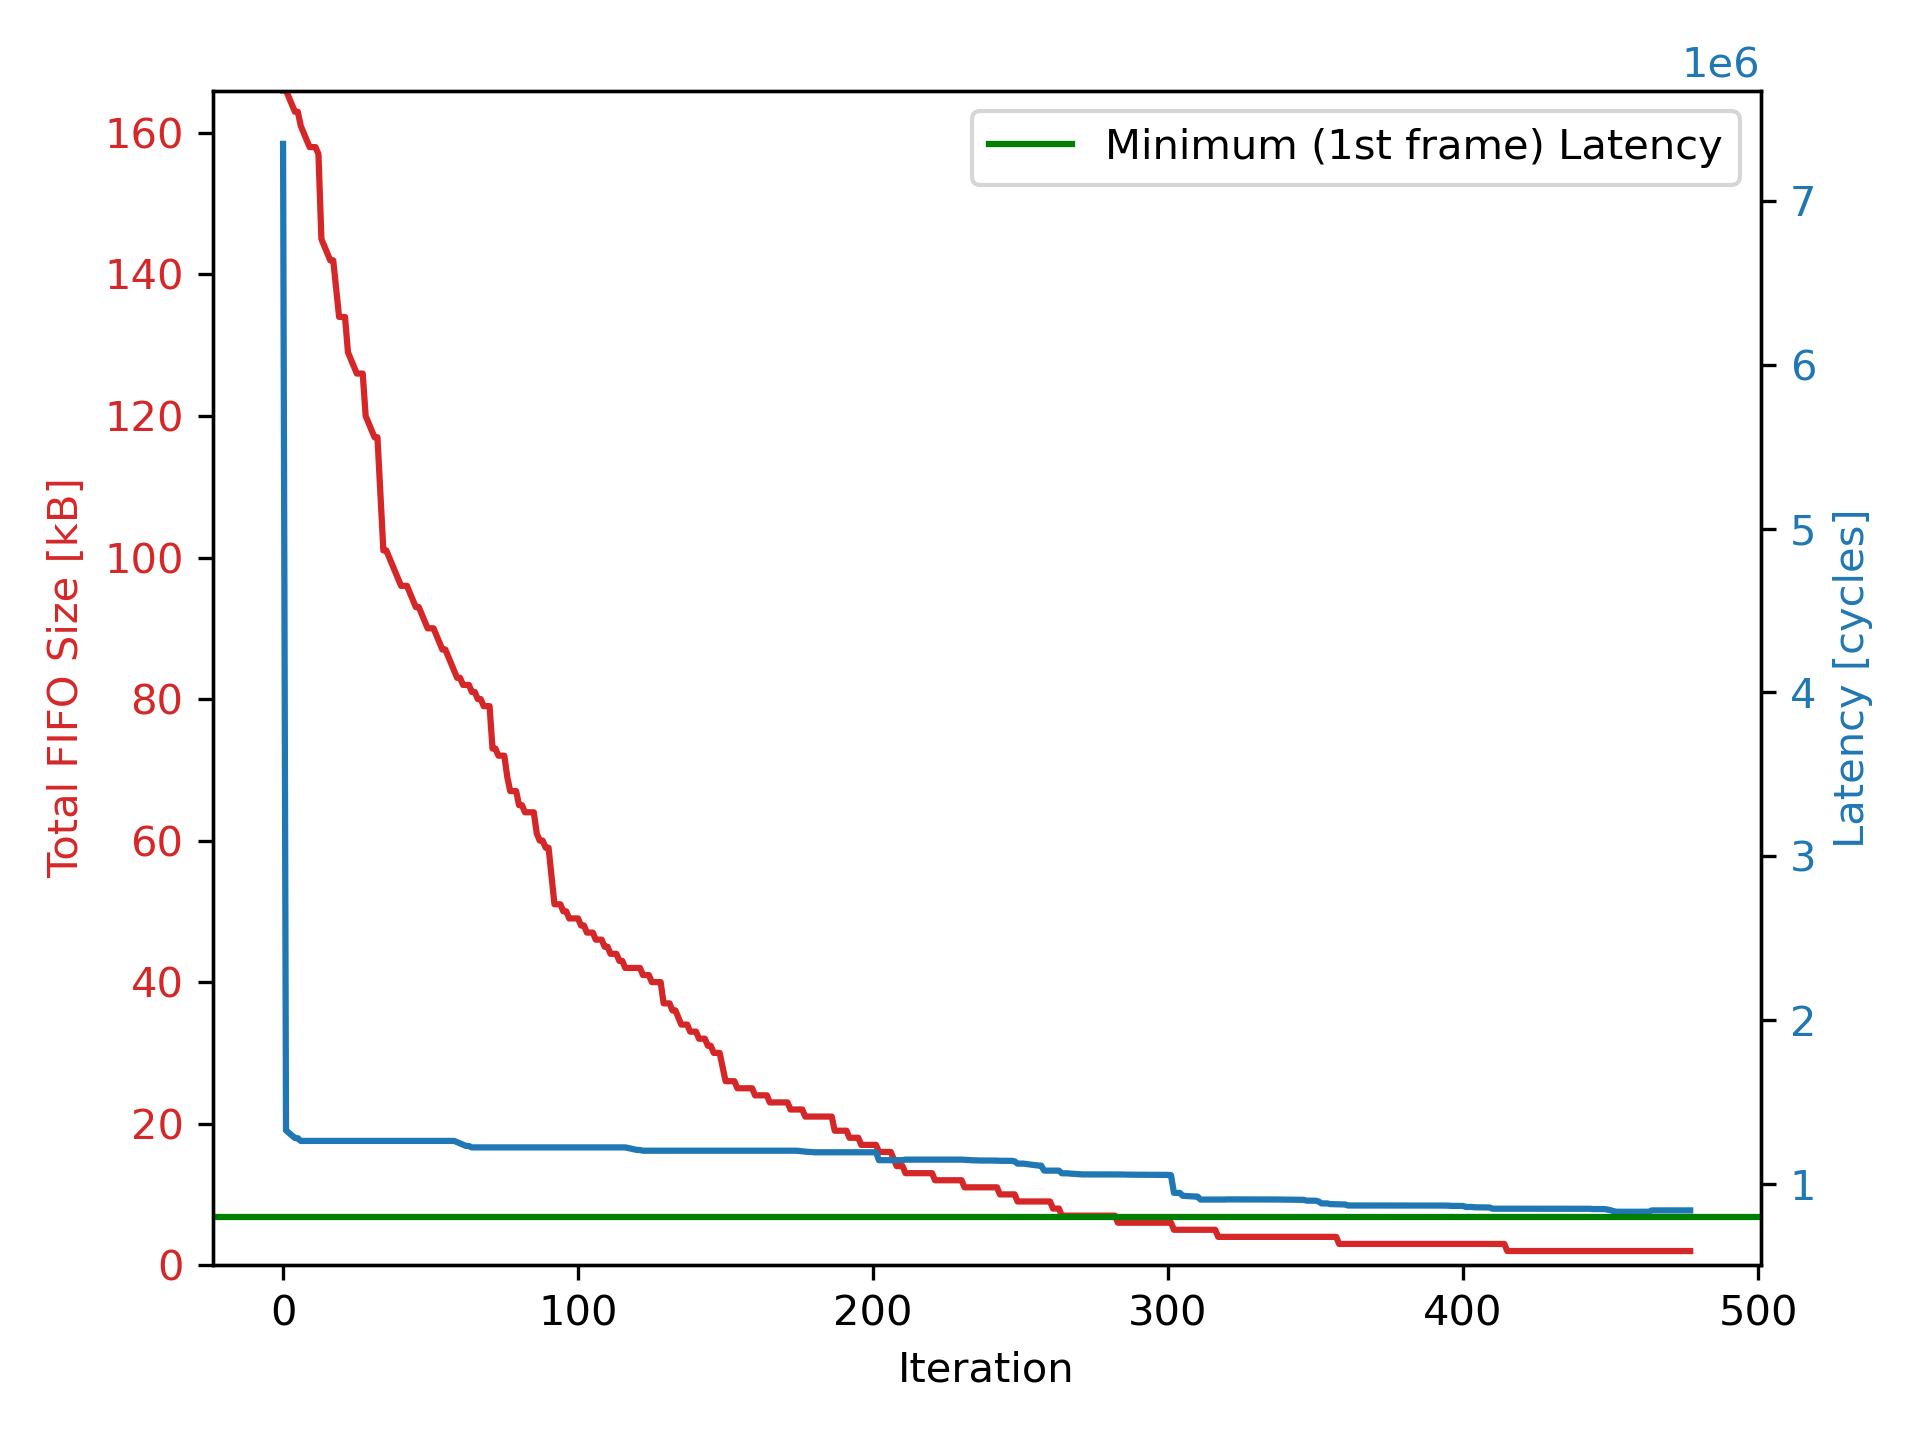 1e6
Minimum (1st frame) Latency
160
140
120
100
80
60
40
20
0
Total FIFO Size [kB]
7
6
5
4
3
2
1
Latency [cycles]
0 100 200 300 400 500
Iteration